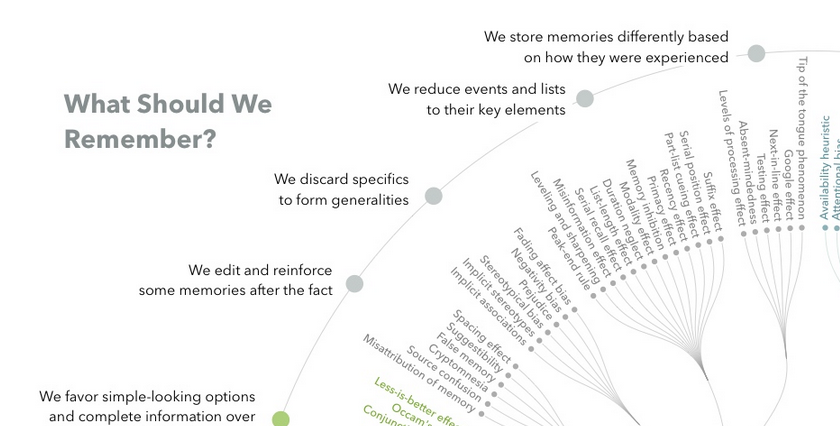 What Should We
Remember?
We store memories differently based
on how they were experienced
We reduce events and lists
to their key elements
We discard specifics
to form generalities
We edit and reinforce
some memories after the fact
We favor simple-looking options
and complete information over
Tip of the tongue phenomenon
Google effect
Next-in-line effect
Testing effect
Absent-mindedness
Levels of processing effect
Suffix effect
Serial position effect
Part-list cueing effect
Recency effect
Primacy effect
Memory inhibition
Modality effect
Duration neglect
List-length effect
Serial recall effect
Misinformation effect
Leveling and sharpening
Peak-end rule
Fading affect bias
Negativity bias
Prejudice
Stereotypical bias
Implicit stereotypes
Implicit associations
Spacing effect
Suggestibility
False memory
Cryptomnesia
Source confusion
Misattribution of memory
Less-is-better effe
Occam's
Conjunct
Availability heuristic
Attentional bias